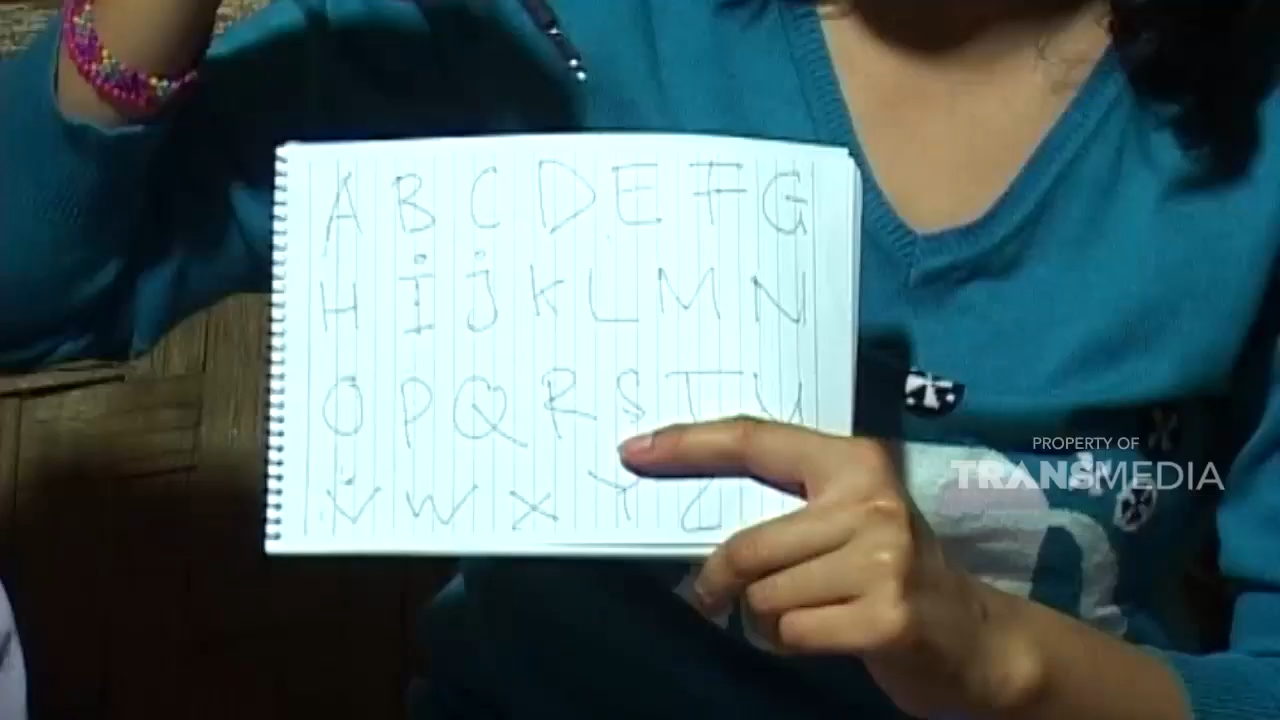 A B C D E F G
H I J K L M N
O P Q R S T U
V W X Y Z
PROPERTY OF
TRANSMEDIA